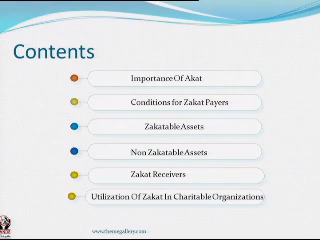 Contents
Importance Of Akat
Conditions for Zakat Payers
Zakatable Assets
Non Zakatable Assets
Zakat Receivers
Utilization Of Zakat In Charitable Organizations
www.themegallery.com